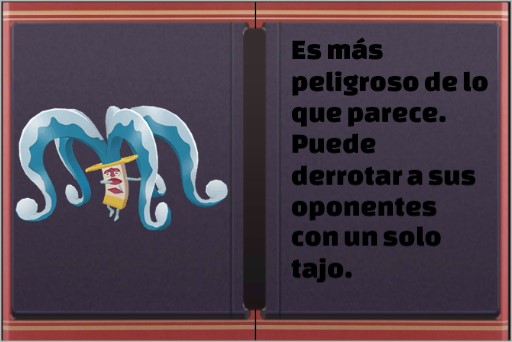 Es más
peligroso de lo
que parece.
Puede
derrotar a sus
oponentes
con un solo
tajo.